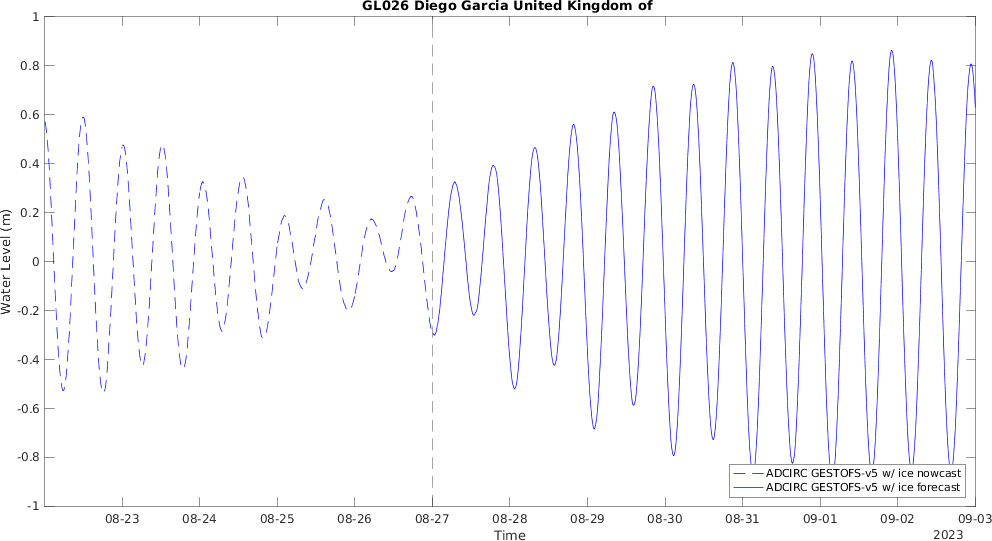 GL026 Diego Garcia United Kingdom of
1
0.8
0.6
0.4
0.2
0
-0.2
-0.4
-0.6
-0.8
-1
Water Level (m)
ADCIRC GESTOFS-v5 w/ ice nowcast
ADCIRC GESTOFS-v5 w/ ice forecast
08-23 08-24 08-25 08-26 08-27 08-28 08-29 08-30 08-31 09-01 09-02 09-03
Time
2023